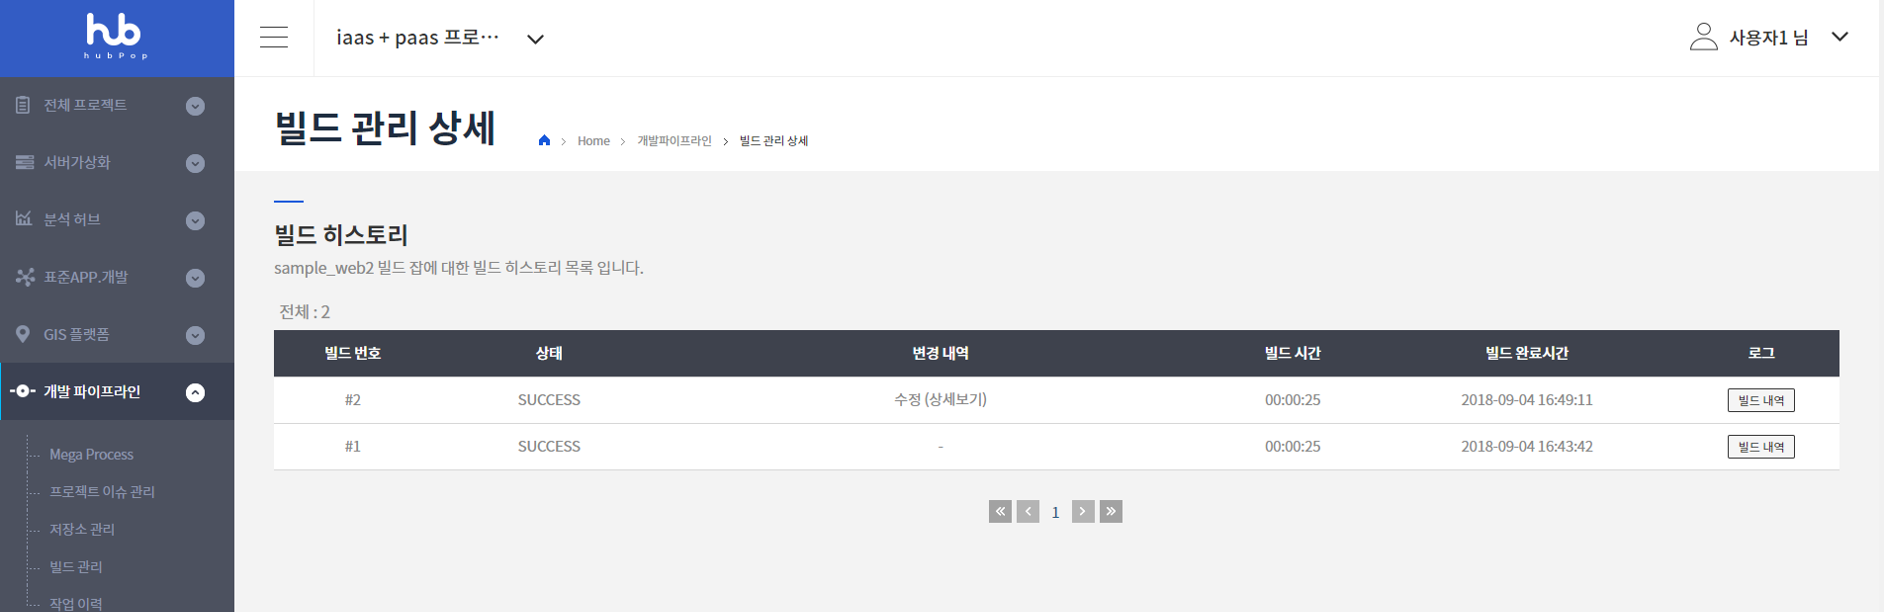 hub
hubPop
iaas + paas 프로···
사용자1 님
전체 프로젝트
서버가상화
분석 허브
표준APP.개발
GIS 플랫폼
개발 파이프라인
Mega Process
프로젝트 이슈 관리
저장소 관리
빌드 관리
작업 이력
빌드 관리 상세
> Home > 개발파이프라인 > 빌드 관리 상세
빌드 히스토리
sample_web2 빌드 잡에 대한 빌드 히스토리 목록 입니다.
전체 : 2
빌드 번호 상태 변경 내역 빌드 시간 빌드 완료시간 로그
#2 SUCCESS 수정 (상세보기) 00:00:25 2018-09-04 16:49:11 빌드 내역
#1 SUCCESS - 00:00:25 2018-09-04 16:43:42 빌드 내역
« ‹ 1 › »